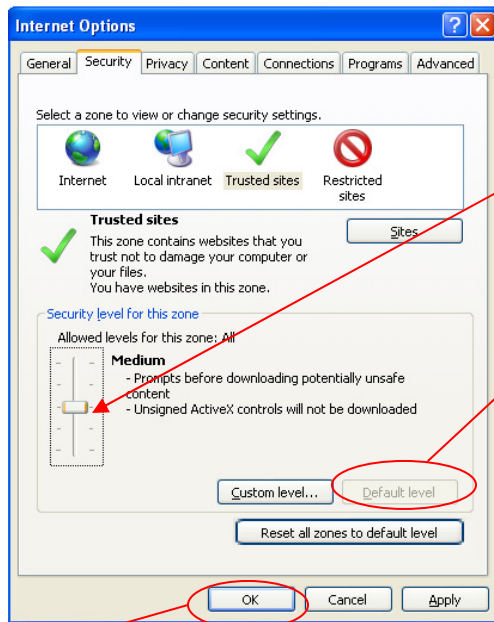 Internet Options
General Security Privacy Content Connections Programs Advanced
Select a zone to view or change security settings.
Internet Local intranet Trusted sites Restricted
sites
Trusted sites
Sites
This zone contains websites that you
trust not to damage your computer or
your files.
You have websites in this zone.
Security level for this zone
Allowed levels for this zone: All
Medium
- Prompts before downloading potentially unsafe
content
- Unsigned ActiveX controls will not be downloaded
Custom level... Default level
Reset all zones to default level
OK Cancel Apply